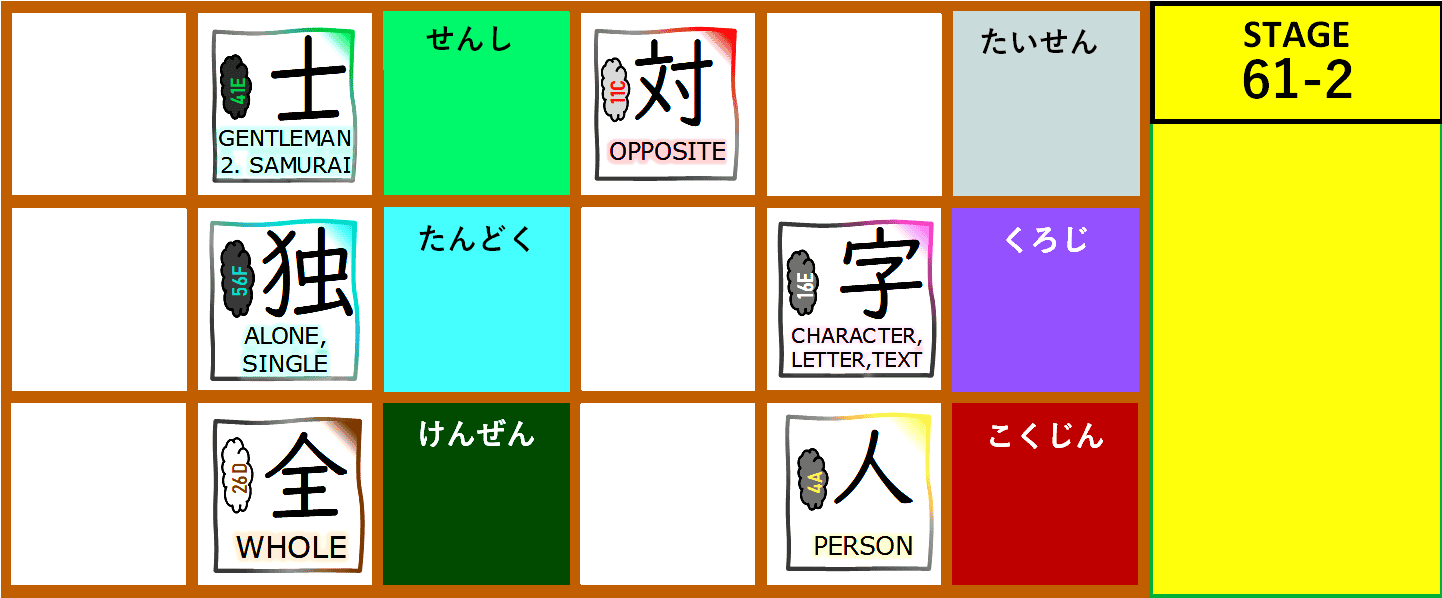 せんし
たいせん
STAGE
61-2
士
41E
GENTLEMAN
2. SAMURAI
対
11C
OPPOSITE
たんどく
くろじ
独
56F
ALONE,
SINGLE
字
16E
CHARACTER,
LETTER,TEXT
けんぜん
こくじん
全
26D
WHOLE
人
4A
PERSON